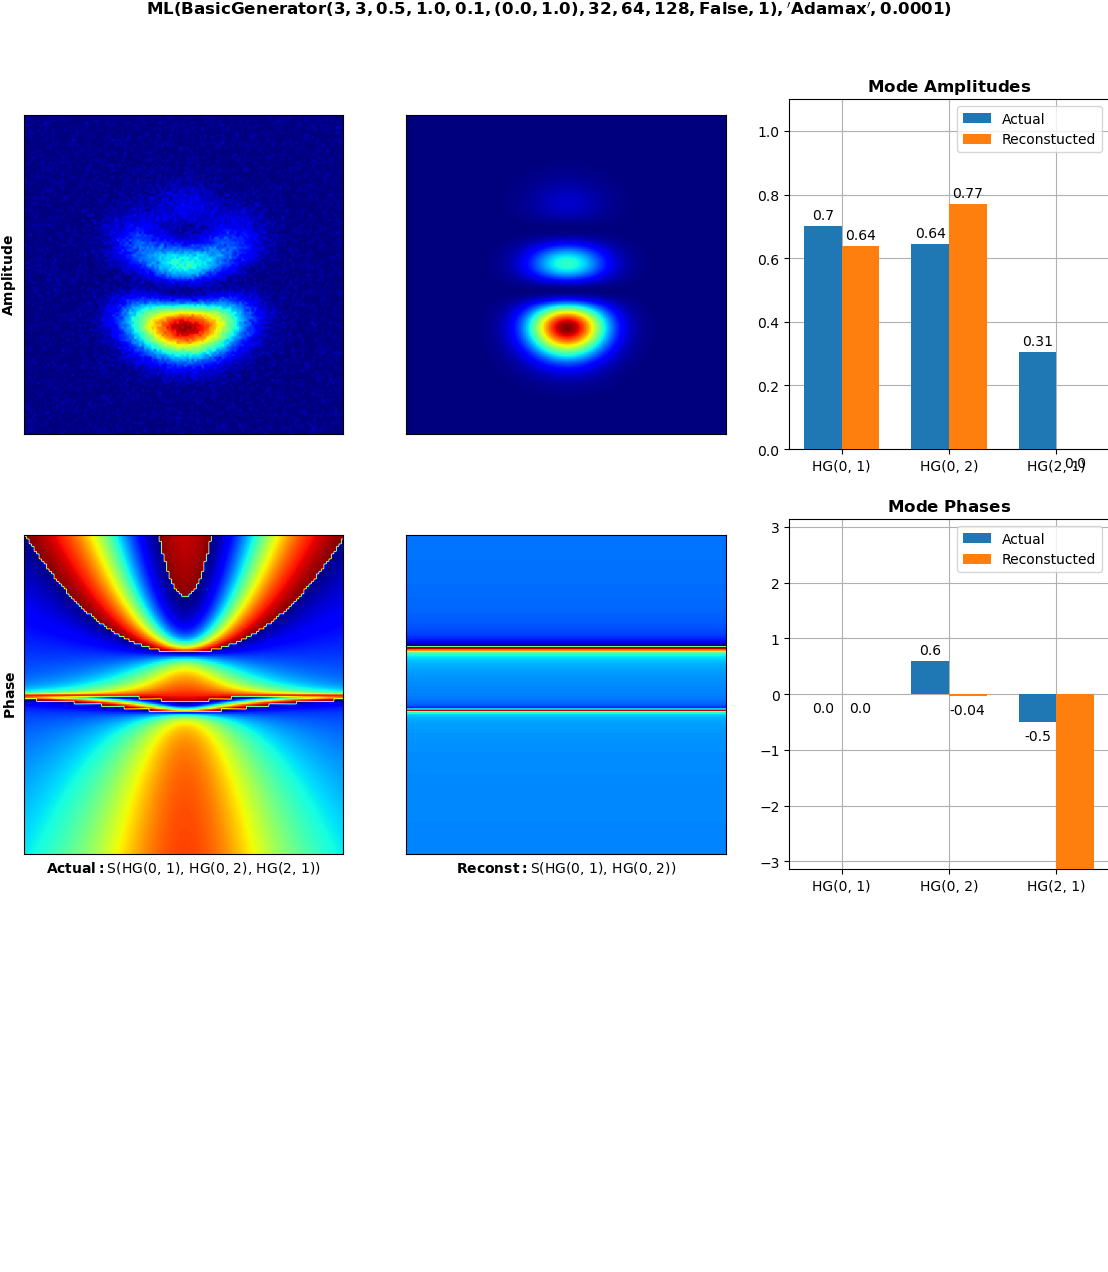 ML(BasicGenerator(3, 3, 0.5, 1.0, 0.1, (0.0, 1.0), 32, 64, 128, False, 1), ′Adamax′, 0.0001)
Amplitude
Mode Amplitudes
Actual
Reconstucted
1.0
0.8
0.6
0.4
0.2
0.0
0.7
0.64
0.64
0.77
0.31
0.0
HG(0, 1)
HG(0, 2)
HG(2, 1)
Phase
Actual: S(HG(0, 1), HG(0, 2), HG(2, 1))
Reconst: S(HG(0, 1), HG(0, 2))
Mode Phases
Actual
Reconstucted
3
2
1
0
−1
−2
−3
0.0
0.0
0.6
-0.04
-0.5
HG(0, 1)
HG(0, 2)
HG(2, 1)